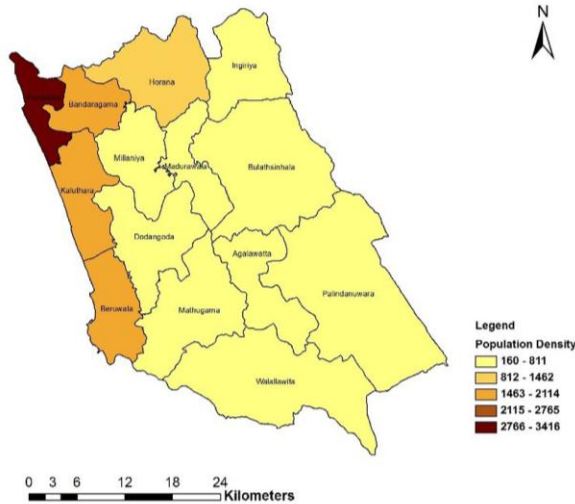 N
Ingiriya
Horana
Bandaragama
Millaniya
Madurawala
Bulathsinhala
Kaluthara
Dodangoda
Agalawatta
Palindanuwara
Beruwala
Mathugama
Walallawita
Legend
Population Density
160 - 811
812 - 1462
1463 - 2114
2115 - 2765
2766 - 3416
0 3 6 12 18 24
Kilometers